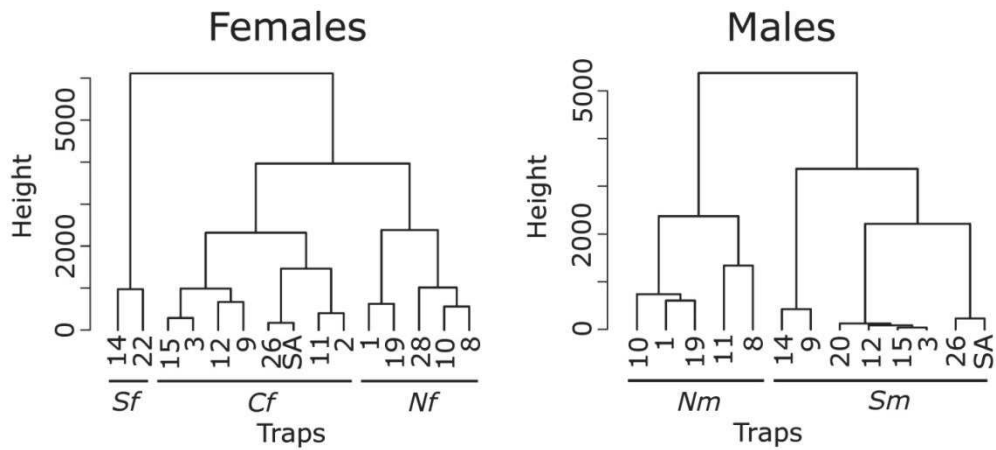 Females
Height
5000
2000
0
14 22 15 3 12 9 26 SA 11 2 1 19 28 10 8
Sf Cf Nf
Traps
Males
Height
5000
2000
0
10 1 19 11 8 14 9 20 12 15 3 26 SA
Nm Sm
Traps